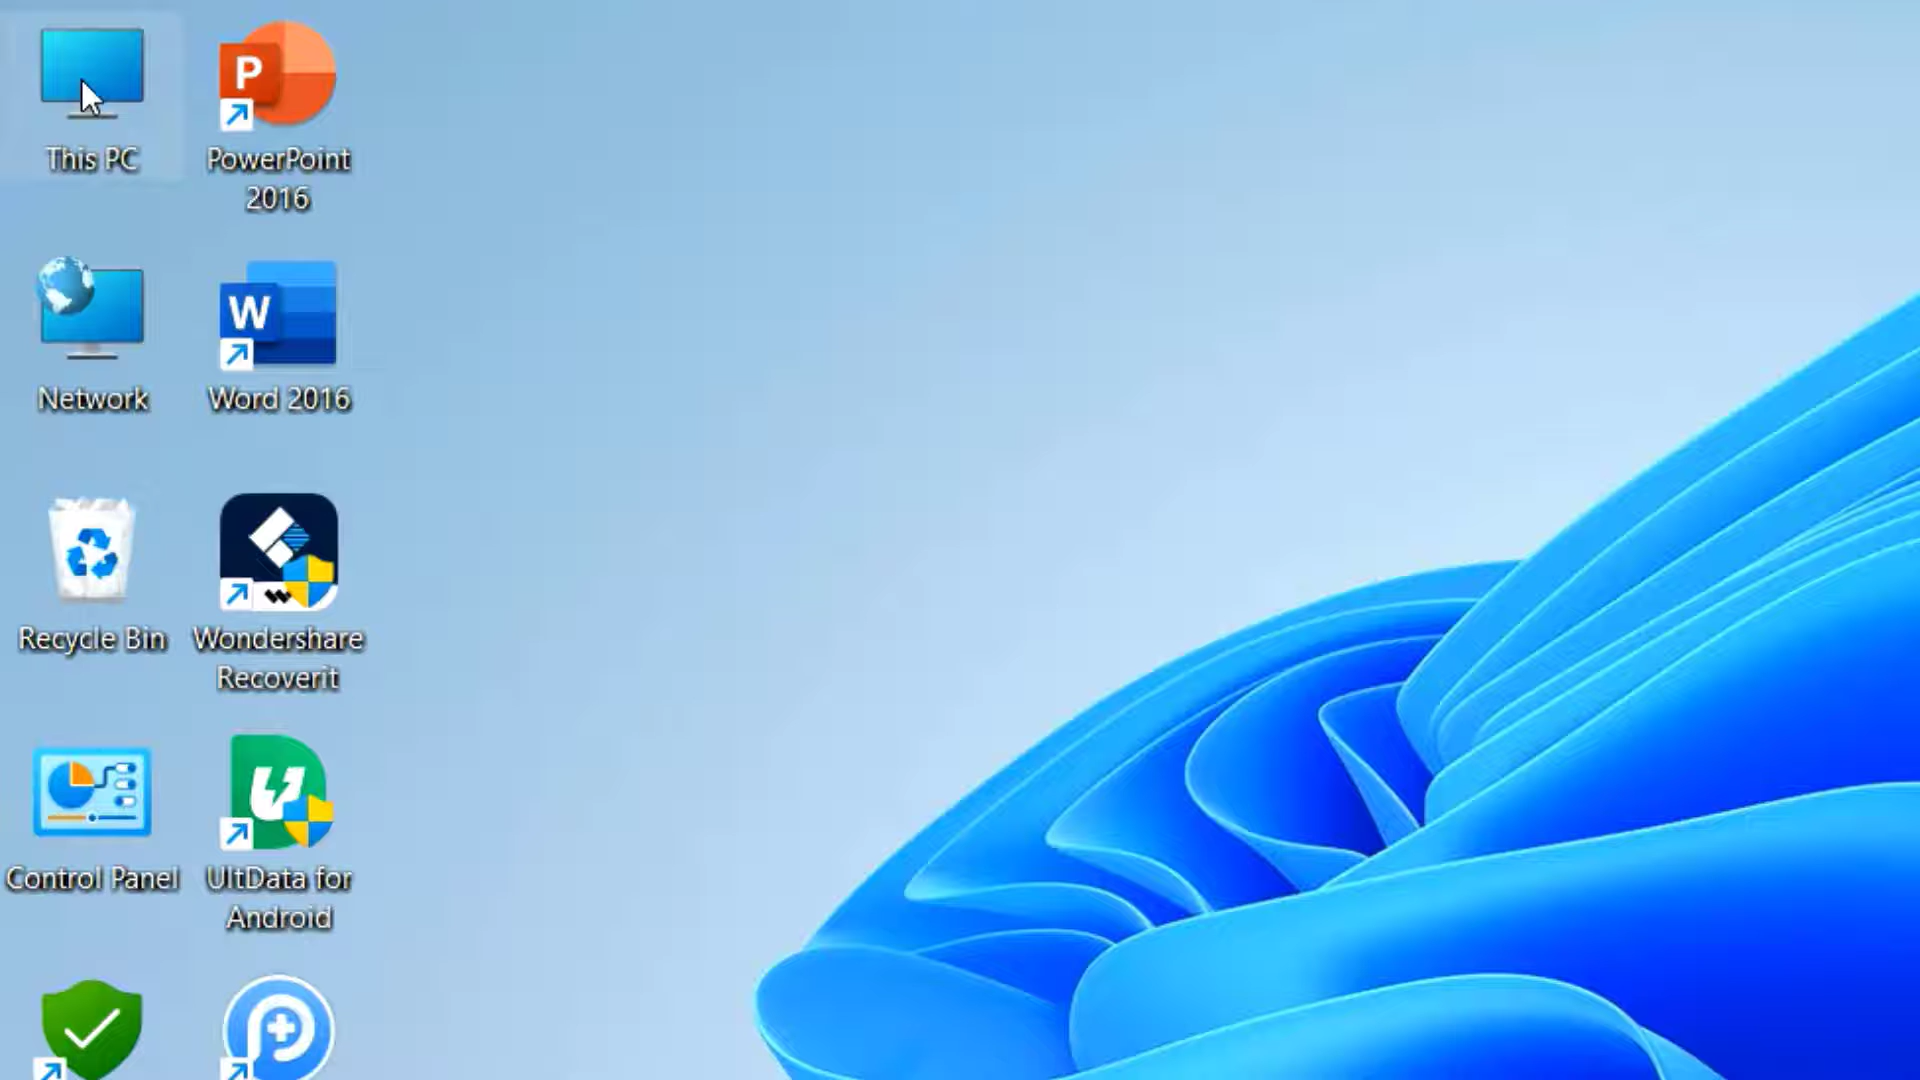 This PC
PowerPoint
2016
Network
Word 2016
Recycle Bin
Wondershare
Recoverit
Control Panel
UltData for
Android